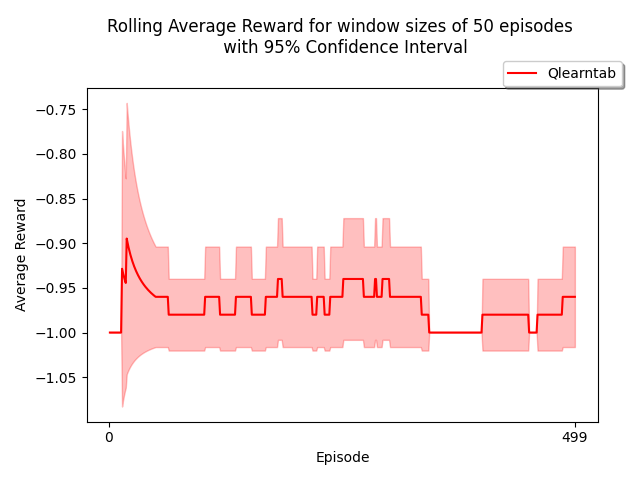 Rolling Average Reward for window sizes of 50 episodes
with 95% Confidence Interval
Qlearntab
−0.75
−0.80
−0.85
−0.90
−0.95
−1.00
−1.05
Average Reward
0
499
Episode